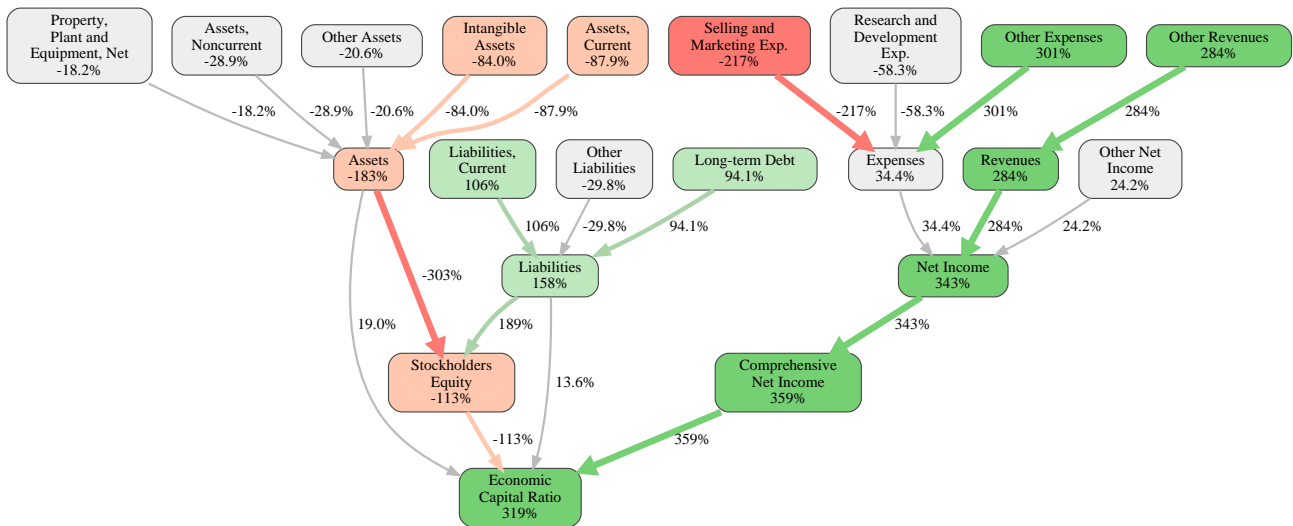 Property,
Plant and
Equipment, Net
-18.2%
Assets,
Noncurrent
-28.9%
Other Assets
-20.6%
Intangible
Assets
-84.0%
Assets,
Current
-87.9%
Selling and
Marketing Exp.
-217%
Research and
Development
Exp.
-58.3%
Other Expenses
301%
Other Revenues
284%
-18.2%
-28.9%
-20.6%
-84.0%
-87.9%
-217%
-58.3%
301%
284%
Assets
-183%
Liabilities,
Current
106%
Other
Liabilities
-29.8%
Long-term Debt
94.1%
Expenses
34.4%
Revenues
284%
Other Net
Income
24.2%
106%
-29.8%
94.1%
34.4%
284%
24.2%
-303%
Liabilities
158%
Net Income
343%
19.0%
189%
343%
Stockholders
Equity
-113%
13.6%
Comprehensive
Net Income
359%
-113%
359%
Economic
Capital Ratio
319%